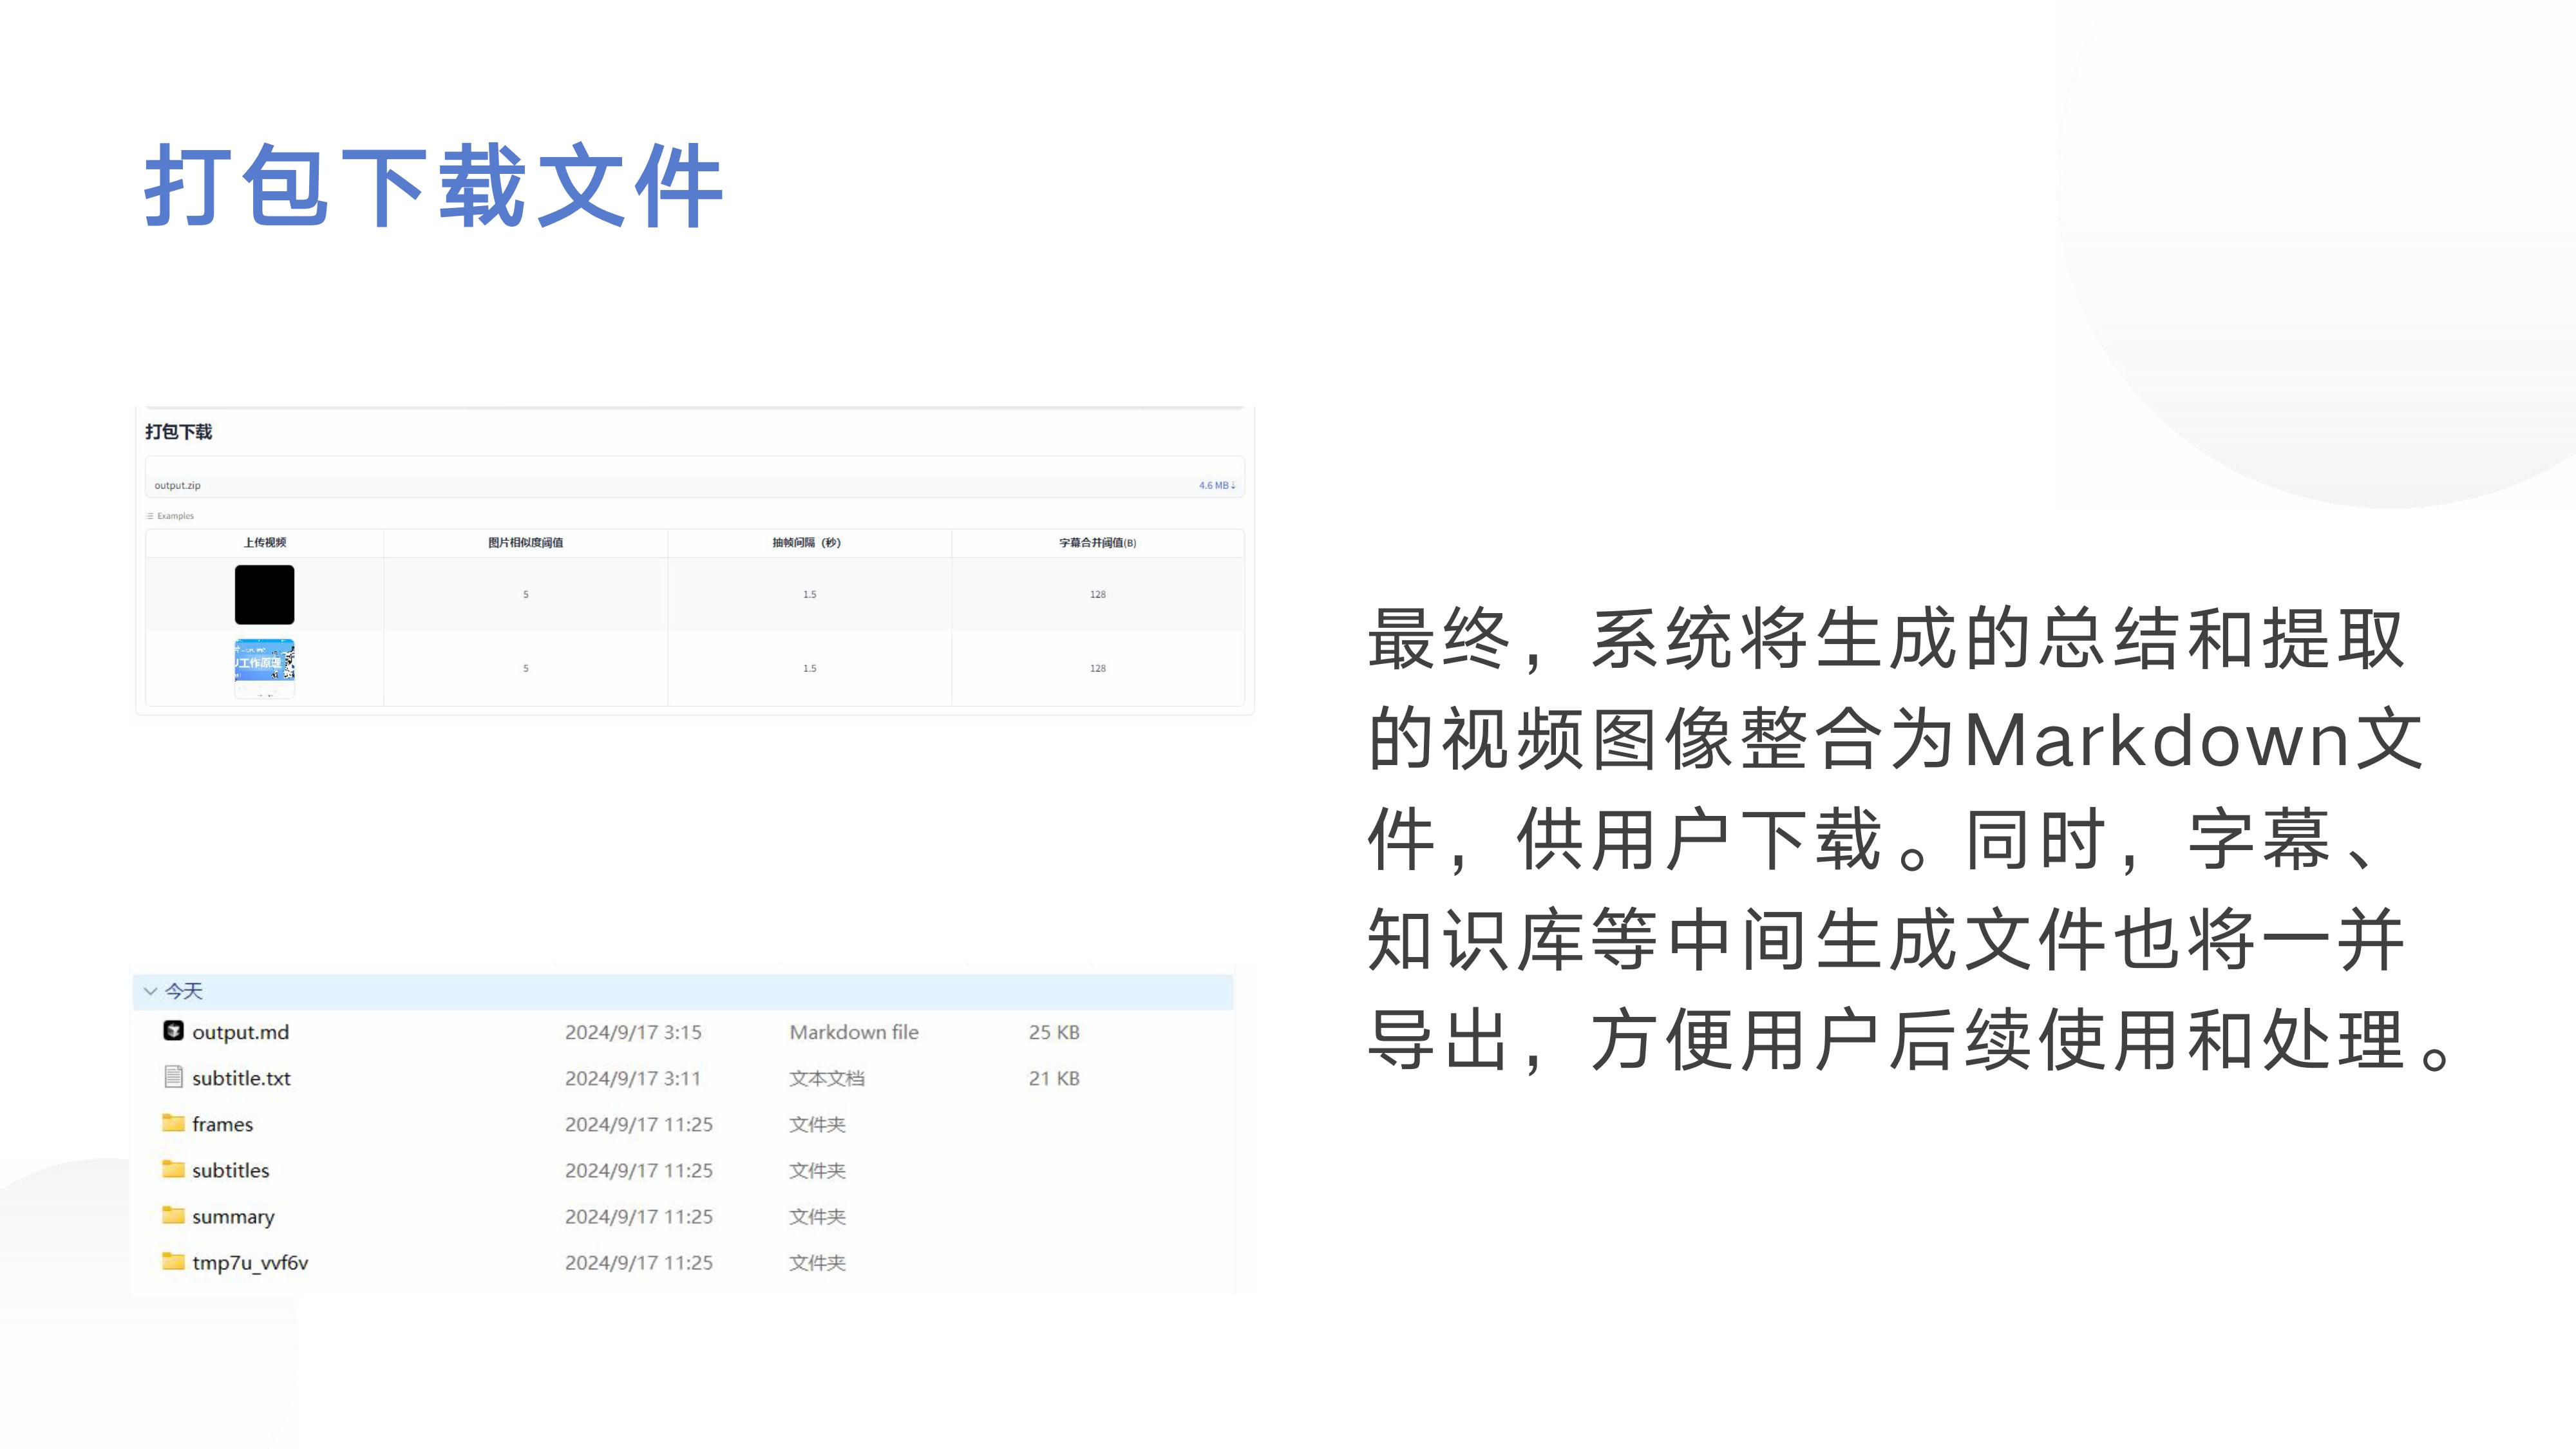 打包下载文件
打包下载
output.zip 4.6 MB↓
Examples
上传视频 图片相似度阈值 抽帧间隔（秒） 字幕合并阈值(B)
5 1.5 128
工作原理
5 1.5 128
今天
output.md 2024/9/17 3:15 Markdown file 25 KB
subtitle.txt 2024/9/17 3:11 文本文档 21 KB
frames 2024/9/17 11:25 文件夹
subtitles 2024/9/17 11:25 文件夹
summary 2024/9/17 11:25 文件夹
tmp7u_vvf6v 2024/9/17 11:25 文件夹
最终，系统将生成的总结和提取
的视频图像整合为Markdown文
件，供用户下载。同时，字幕、
知识库等中间生成文件也将一并
导出，方便用户后续使用和处理。